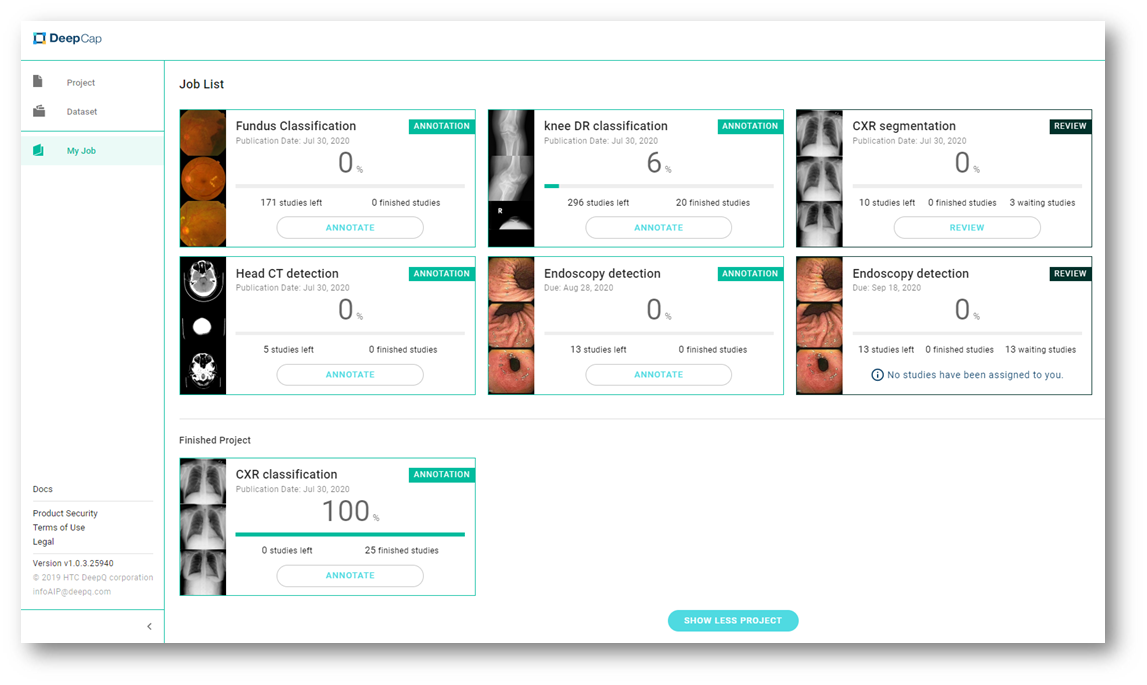 DeepCap
Project
Dataset
My Job
Docs
Product Security
Terms of Use
Legal
Version v1.0.3.25940
© 2019 HTC DeepQ corporation
infoAIP@deepq.com
Job List
Fundus Classification
ANNOTATION
Publication Date: Jul 30, 2020
0 %
171 studies left 0 finished studies
ANNOTATE
knee DR classification
ANNOTATION
Publication Date: Jul 30, 2020
6 %
296 studies left 20 finished studies
ANNOTATE
R
CXR segmentation
REVIEW
Publication Date: Jul 30, 2020
0 %
10 studies left 0 finished studies 3 waiting studies
REVIEW
Head CT detection
ANNOTATION
Publication Date: Jul 30, 2020
0 %
5 studies left 0 finished studies
ANNOTATE
Endoscopy detection
ANNOTATION
Due: Aug 28, 2020
0 %
13 studies left 0 finished studies
ANNOTATE
Endoscopy detection
REVIEW
Due: Sep 18, 2020
0 %
13 studies left 0 finished studies 13 waiting studies
No studies have been assigned to you.
Finished Project
CXR classification
ANNOTATION
Publication Date: Jul 30, 2020
100 %
0 studies left 25 finished studies
ANNOTATE
SHOW LESS PROJECT